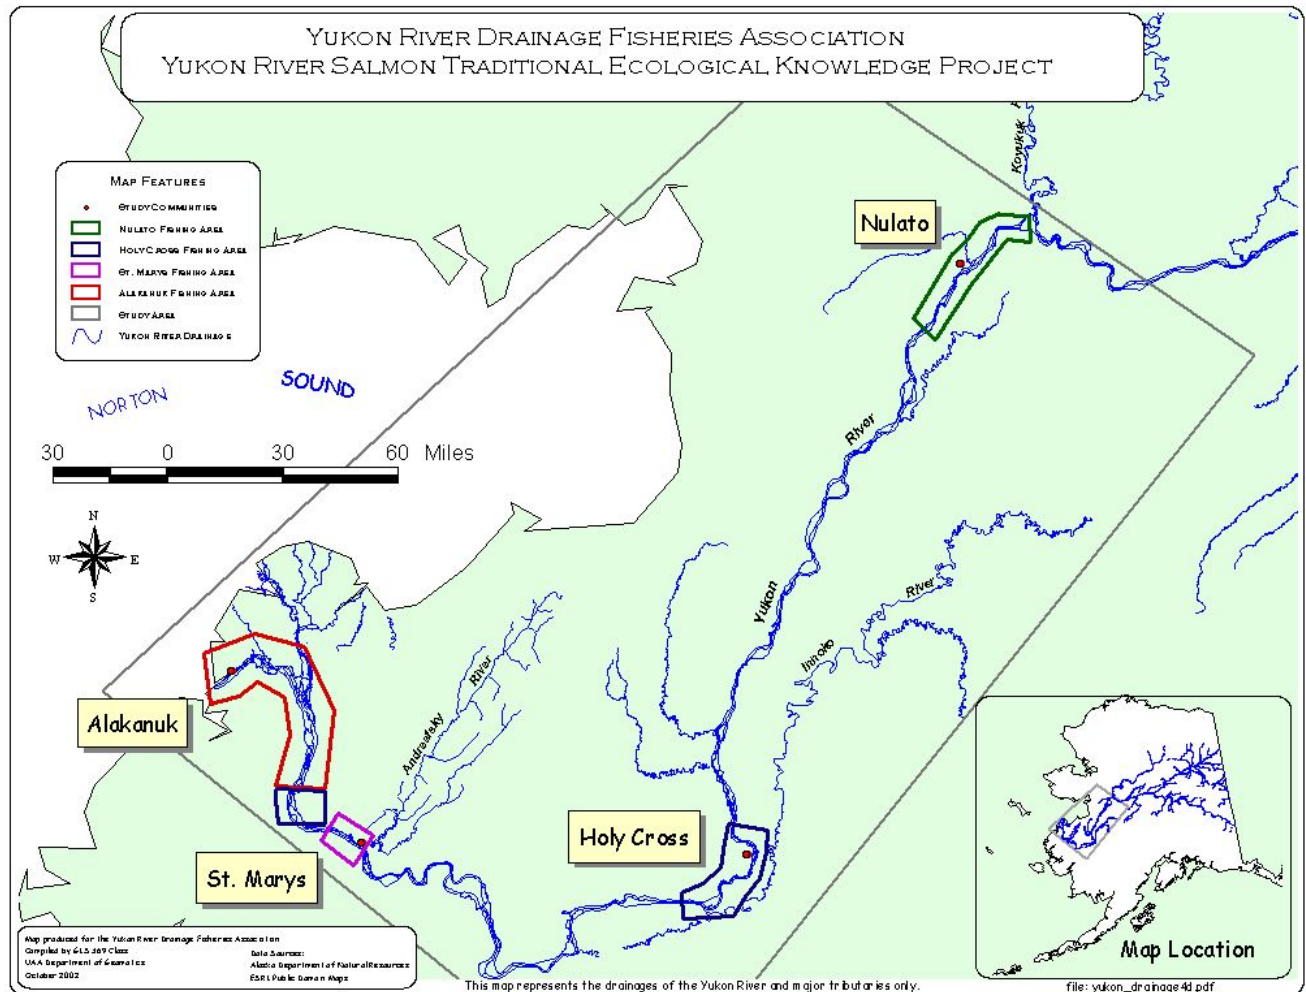 YUKON RIVER DRAINAGE FISHERIES ASSOCIATION
YUKON RIVER SALMON TRADITIONAL ECOLOGICAL KNOWLEDGE PROJECT
MAP FEATURES
STUDY COMMUNITIES
NULATO FISHING AREA
HOLY CROSS FISHING AREA
ST. MARYS FISHING AREA
ALAKANUK FISHING AREA
STUDY AREA
YUKON RIVER DRAINAGE
Koyukuk
Nulato
NORTON
SOUND
30 0 30 60 Miles
N
W E
S
River
Yukon
River
Innoko
River
Andreafsky
Alakanuk
St. Marys
Holy Cross
Map Location
Map produced for the Yukon River Drainage Fisheries Association
Compiled by GIS 369 Class
UAA Department of Geomatics
October 2002
Data Sources:
Alaska Department of Natural Resources
ESRI Public Domain Maps
This map represents the drainages of the Yukon River and major tributaries only.
file: yukon_drainage4d.pdf